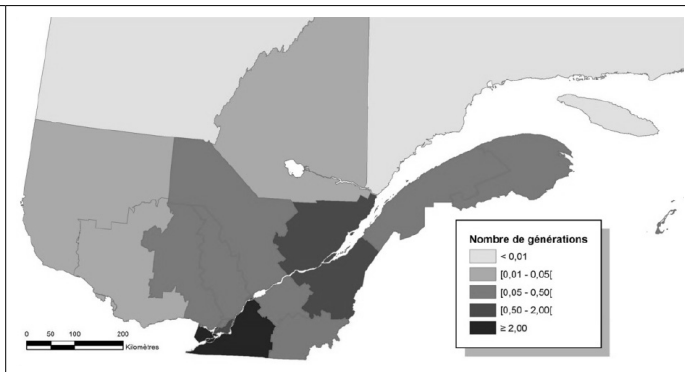 Nombre de générations
< 0,01
[0,01 - 0,05[
[0,05 - 0,50[
[0,50 - 2,00[
≥ 2,00
0 50 100 200
Kilomètres